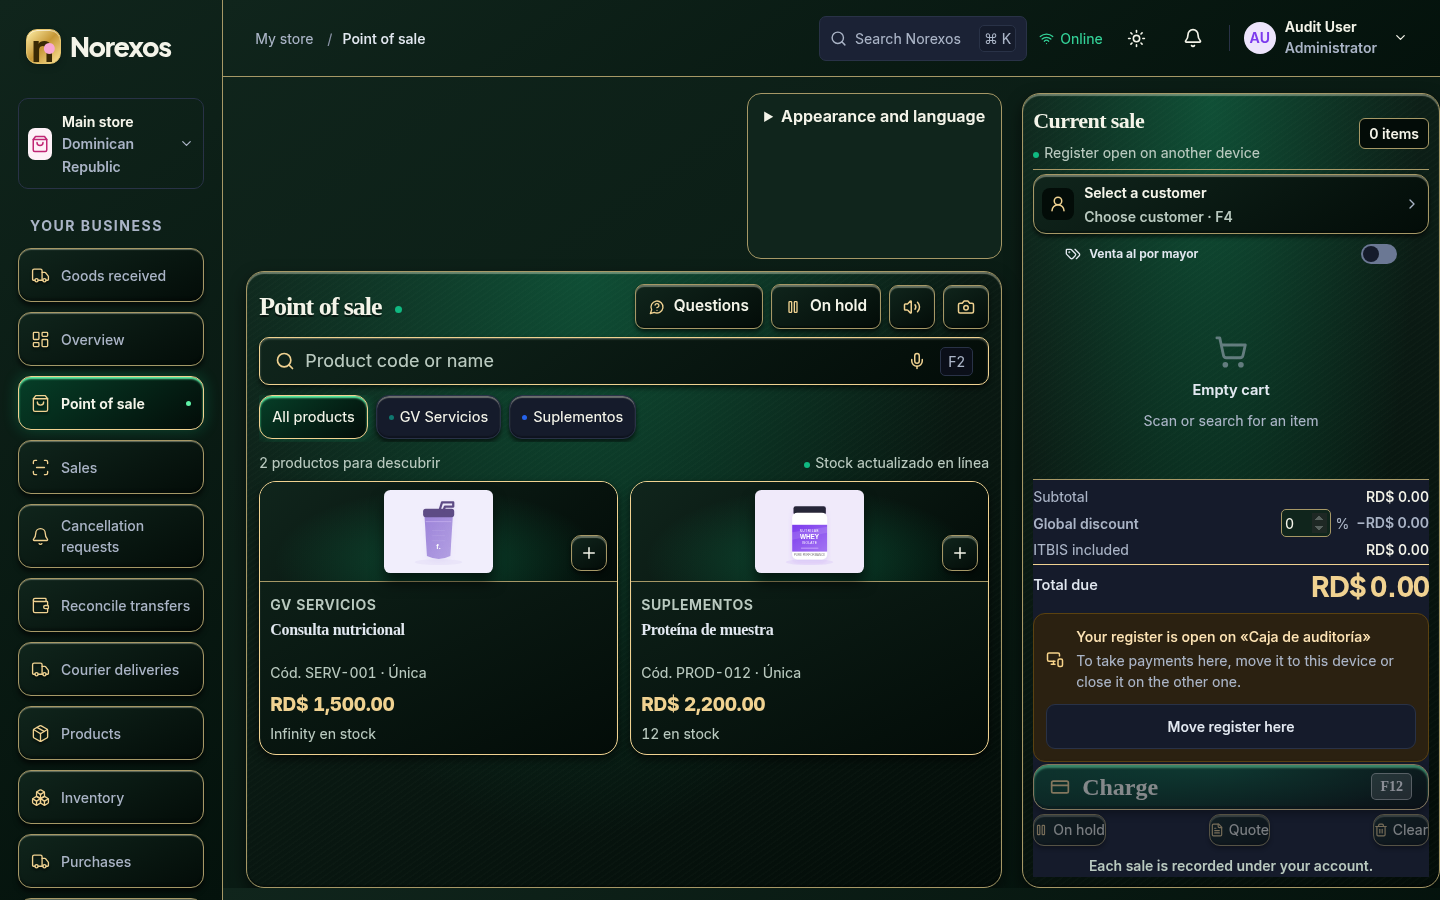 Norexos
My store / Point of sale
Search Norexos ⌘ K
Online
AU
Audit User
Administrator
Main store
Dominican
Republic
YOUR BUSINESS
Goods received
Overview
Point of sale
Sales
Cancellation
requests
Reconcile transfers
Courier deliveries
Products
Inventory
Purchases
▶ Appearance and language
Point of sale
Questions
On hold
Product code or name F2
All products
GV Servicios
Suplementos
2 productos para descubrir
Stock actualizado en línea
GV SERVICIOS
Consulta nutricional
Cód. SERV-001 · Única
RD$ 1,500.00
Infinity en stock
WHEY
SUPLEMENTOS
Proteína de muestra
Cód. PROD-012 · Única
RD$ 2,200.00
12 en stock
Current sale
0 items
Register open on another device
Select a customer
Choose customer · F4
Venta al por mayor
Empty cart
Scan or search for an item
Subtotal RD$ 0.00
Global discount 0 % −RD$ 0.00
ITBIS included RD$ 0.00
Total due RD$ 0.00
Your register is open on «Caja de auditoría»
To take payments here, move it to this device or
close it on the other one.
Move register here
Charge F12
On hold
Quote
Clear
Each sale is recorded under your account.